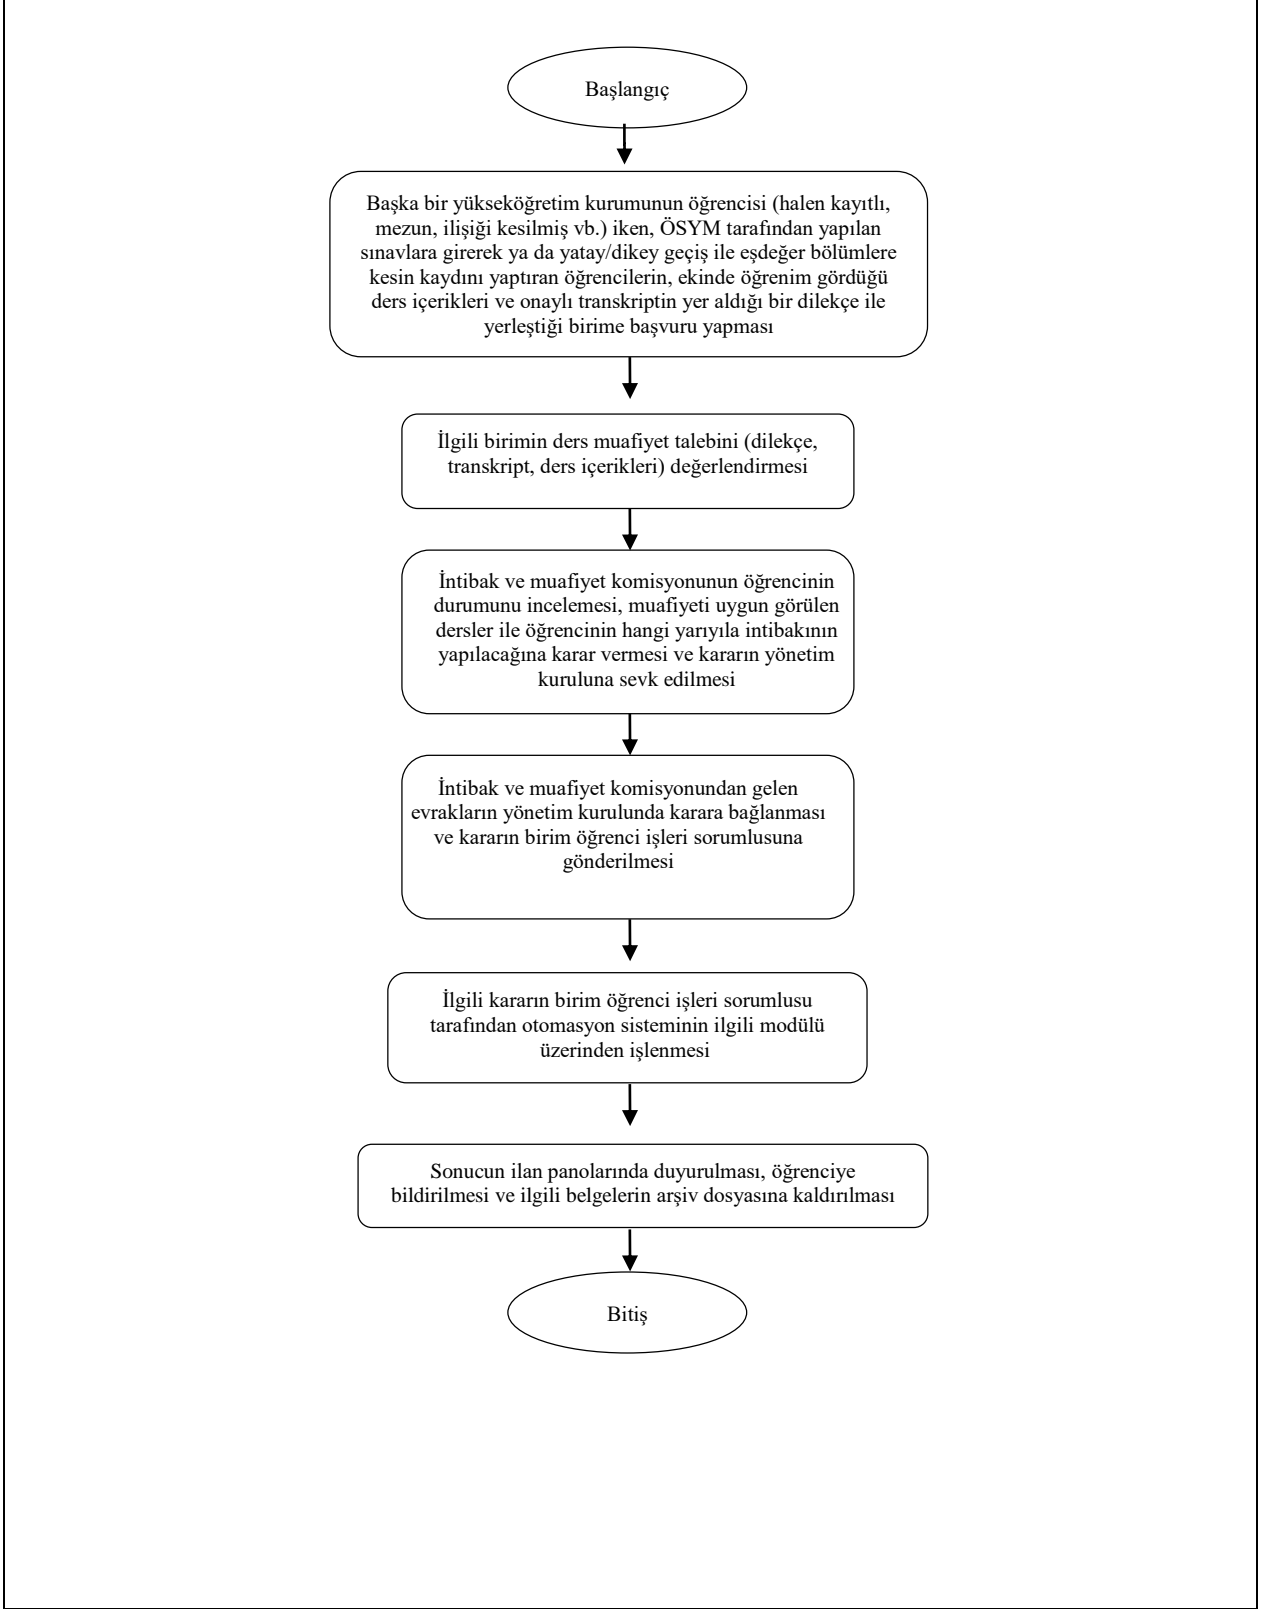 Başlangıç
Başka bir yükseköğretim kurumunun öğrencisi (halen kayıtlı,
mezun, ilişiği kesilmiş vb.) iken, ÖSYM tarafından yapılan
sınavlara girerek ya da yatay/dikey geçiş ile eşdeğer bölümlere
kesin kaydını yaptıran öğrencilerin, ekinde öğrenim gördüğü
ders içerikleri ve onaylı transkriptin yer aldığı bir dilekçe ile
yerleştiği birime başvuru yapması
İlgili birimin ders muafiyet talebini (dilekçe,
transkript, ders içerikleri) değerlendirmesi
İntibak ve muafiyet komisyonunun öğrencinin
durumunu incelemesi, muafiyeti uygun görülen
dersler ile öğrencinin hangi yarıyıla intibakının
yapılacağına karar vermesi ve kararın yönetim
kuruluna sevk edilmesi
İntibak ve muafiyet komisyonundan gelen
evrakların yönetim kurulunda karara bağlanması
ve kararın birim öğrenci işleri sorumlusuna
gönderilmesi
İlgili kararın birim öğrenci işleri sorumlusu
tarafından otomasyon sisteminin ilgili modülü
üzerinden işlenmesi
Sonucun ilan panolarında duyurulması, öğrenciye
bildirilmesi ve ilgili belgelerin arşiv dosyasına kaldırılması
Bitiş